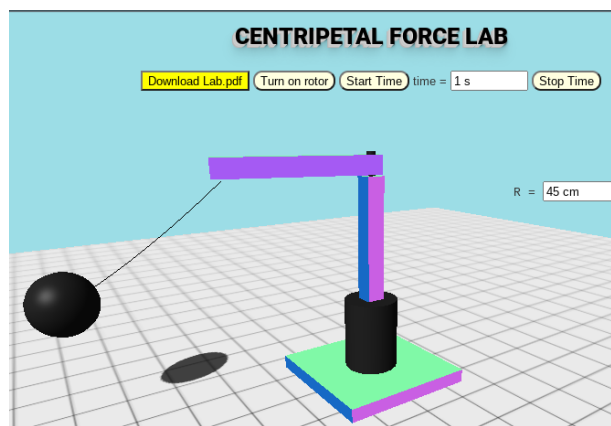 CENTRIPETAL FORCE LAB
Download Lab.pdf Turn on rotor Start Time time = 1 s Stop Time
R = 45 cm